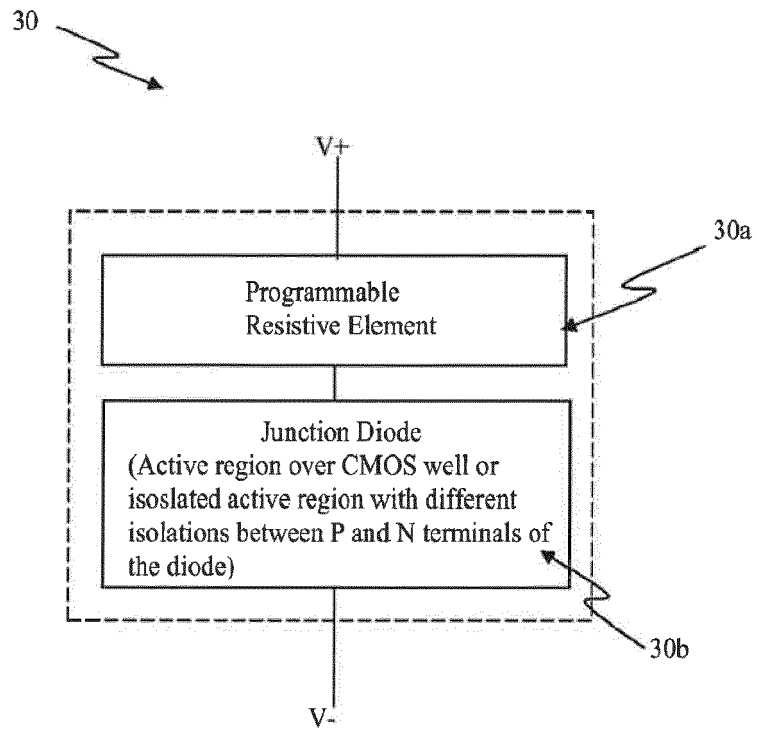 30
V+
30a
Programmable
Resistive Element
Junction Diode
(Active region over CMOS well or
isoslated active region with different
isolations between P and N terminals of
the diode)
30b
V-